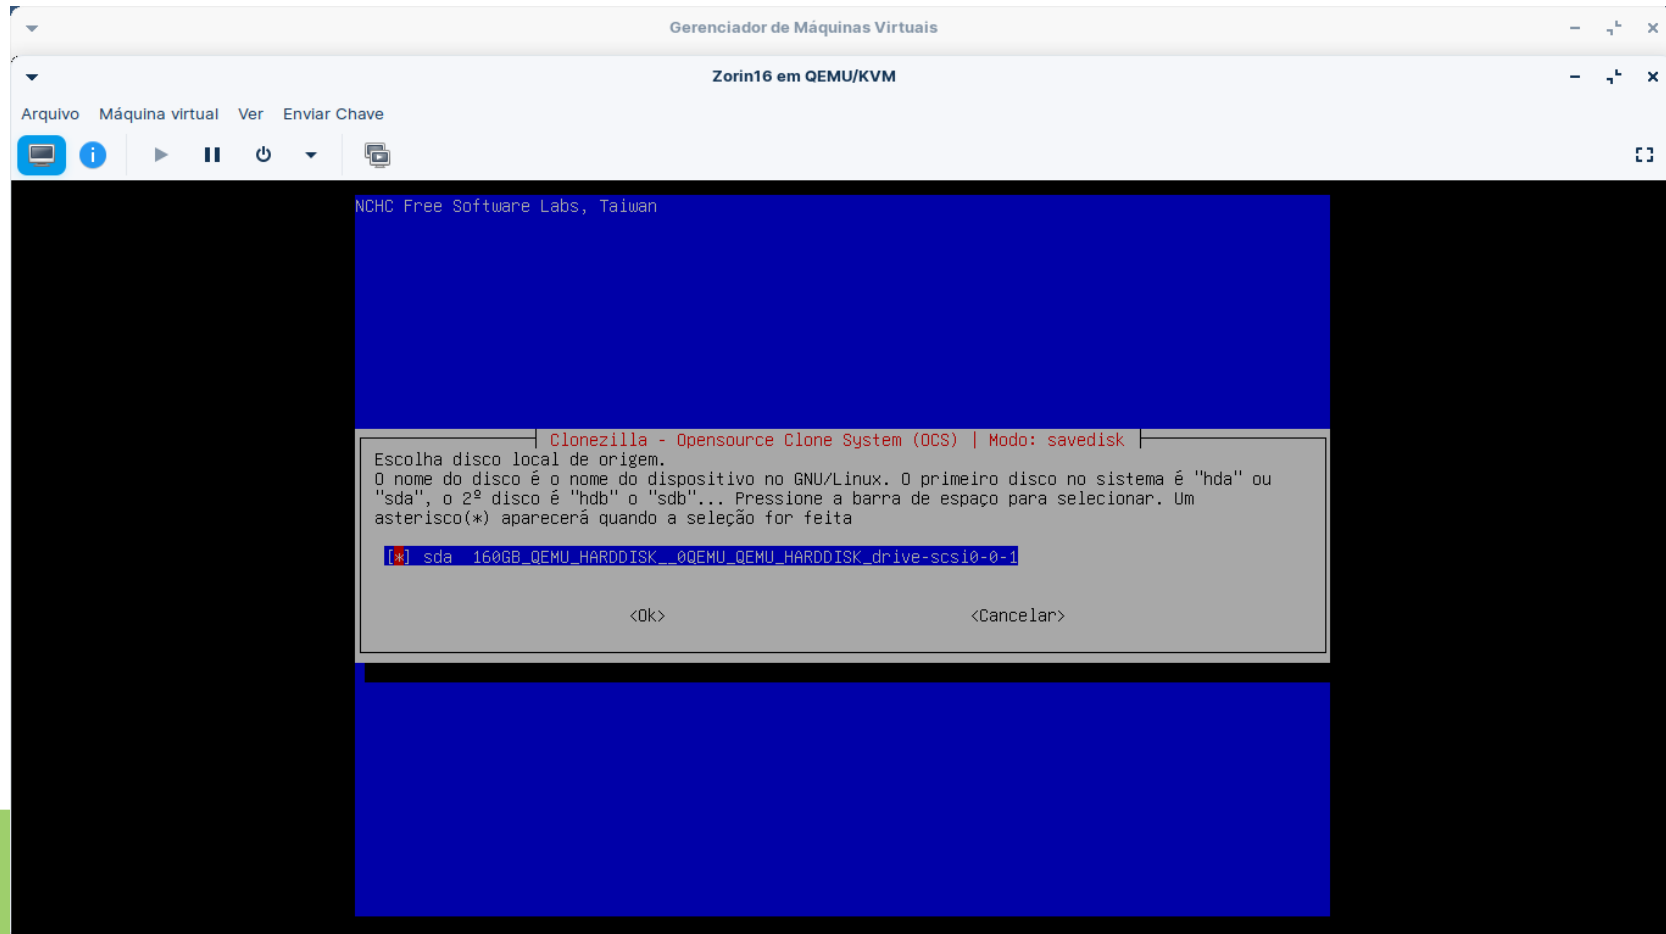 Gerenciador de Máquinas Virtuais
Zorin16 em QEMU/KVM
Arquivo Máquina virtual Ver Enviar Chave
NCHC Free Software Labs, Taiwan
Clonezilla - Opensource Clone System (OCS) | Modo: savedisk
Escolha disco local de origem.
O nome do disco é o nome do dispositivo no GNU/Linux. O primeiro disco no sistema é "hda" ou
"sda", o 2º disco é "hdb" o "sdb"... Pressione a barra de espaço para selecionar. Um
asterisco(*) aparecerá quando a seleção for feita
[*] sda 160GB_QEMU_HARDDISK__0QEMU_QEMU_HARDDISK_drive-scsi0-0-1
<Ok> <Cancelar>